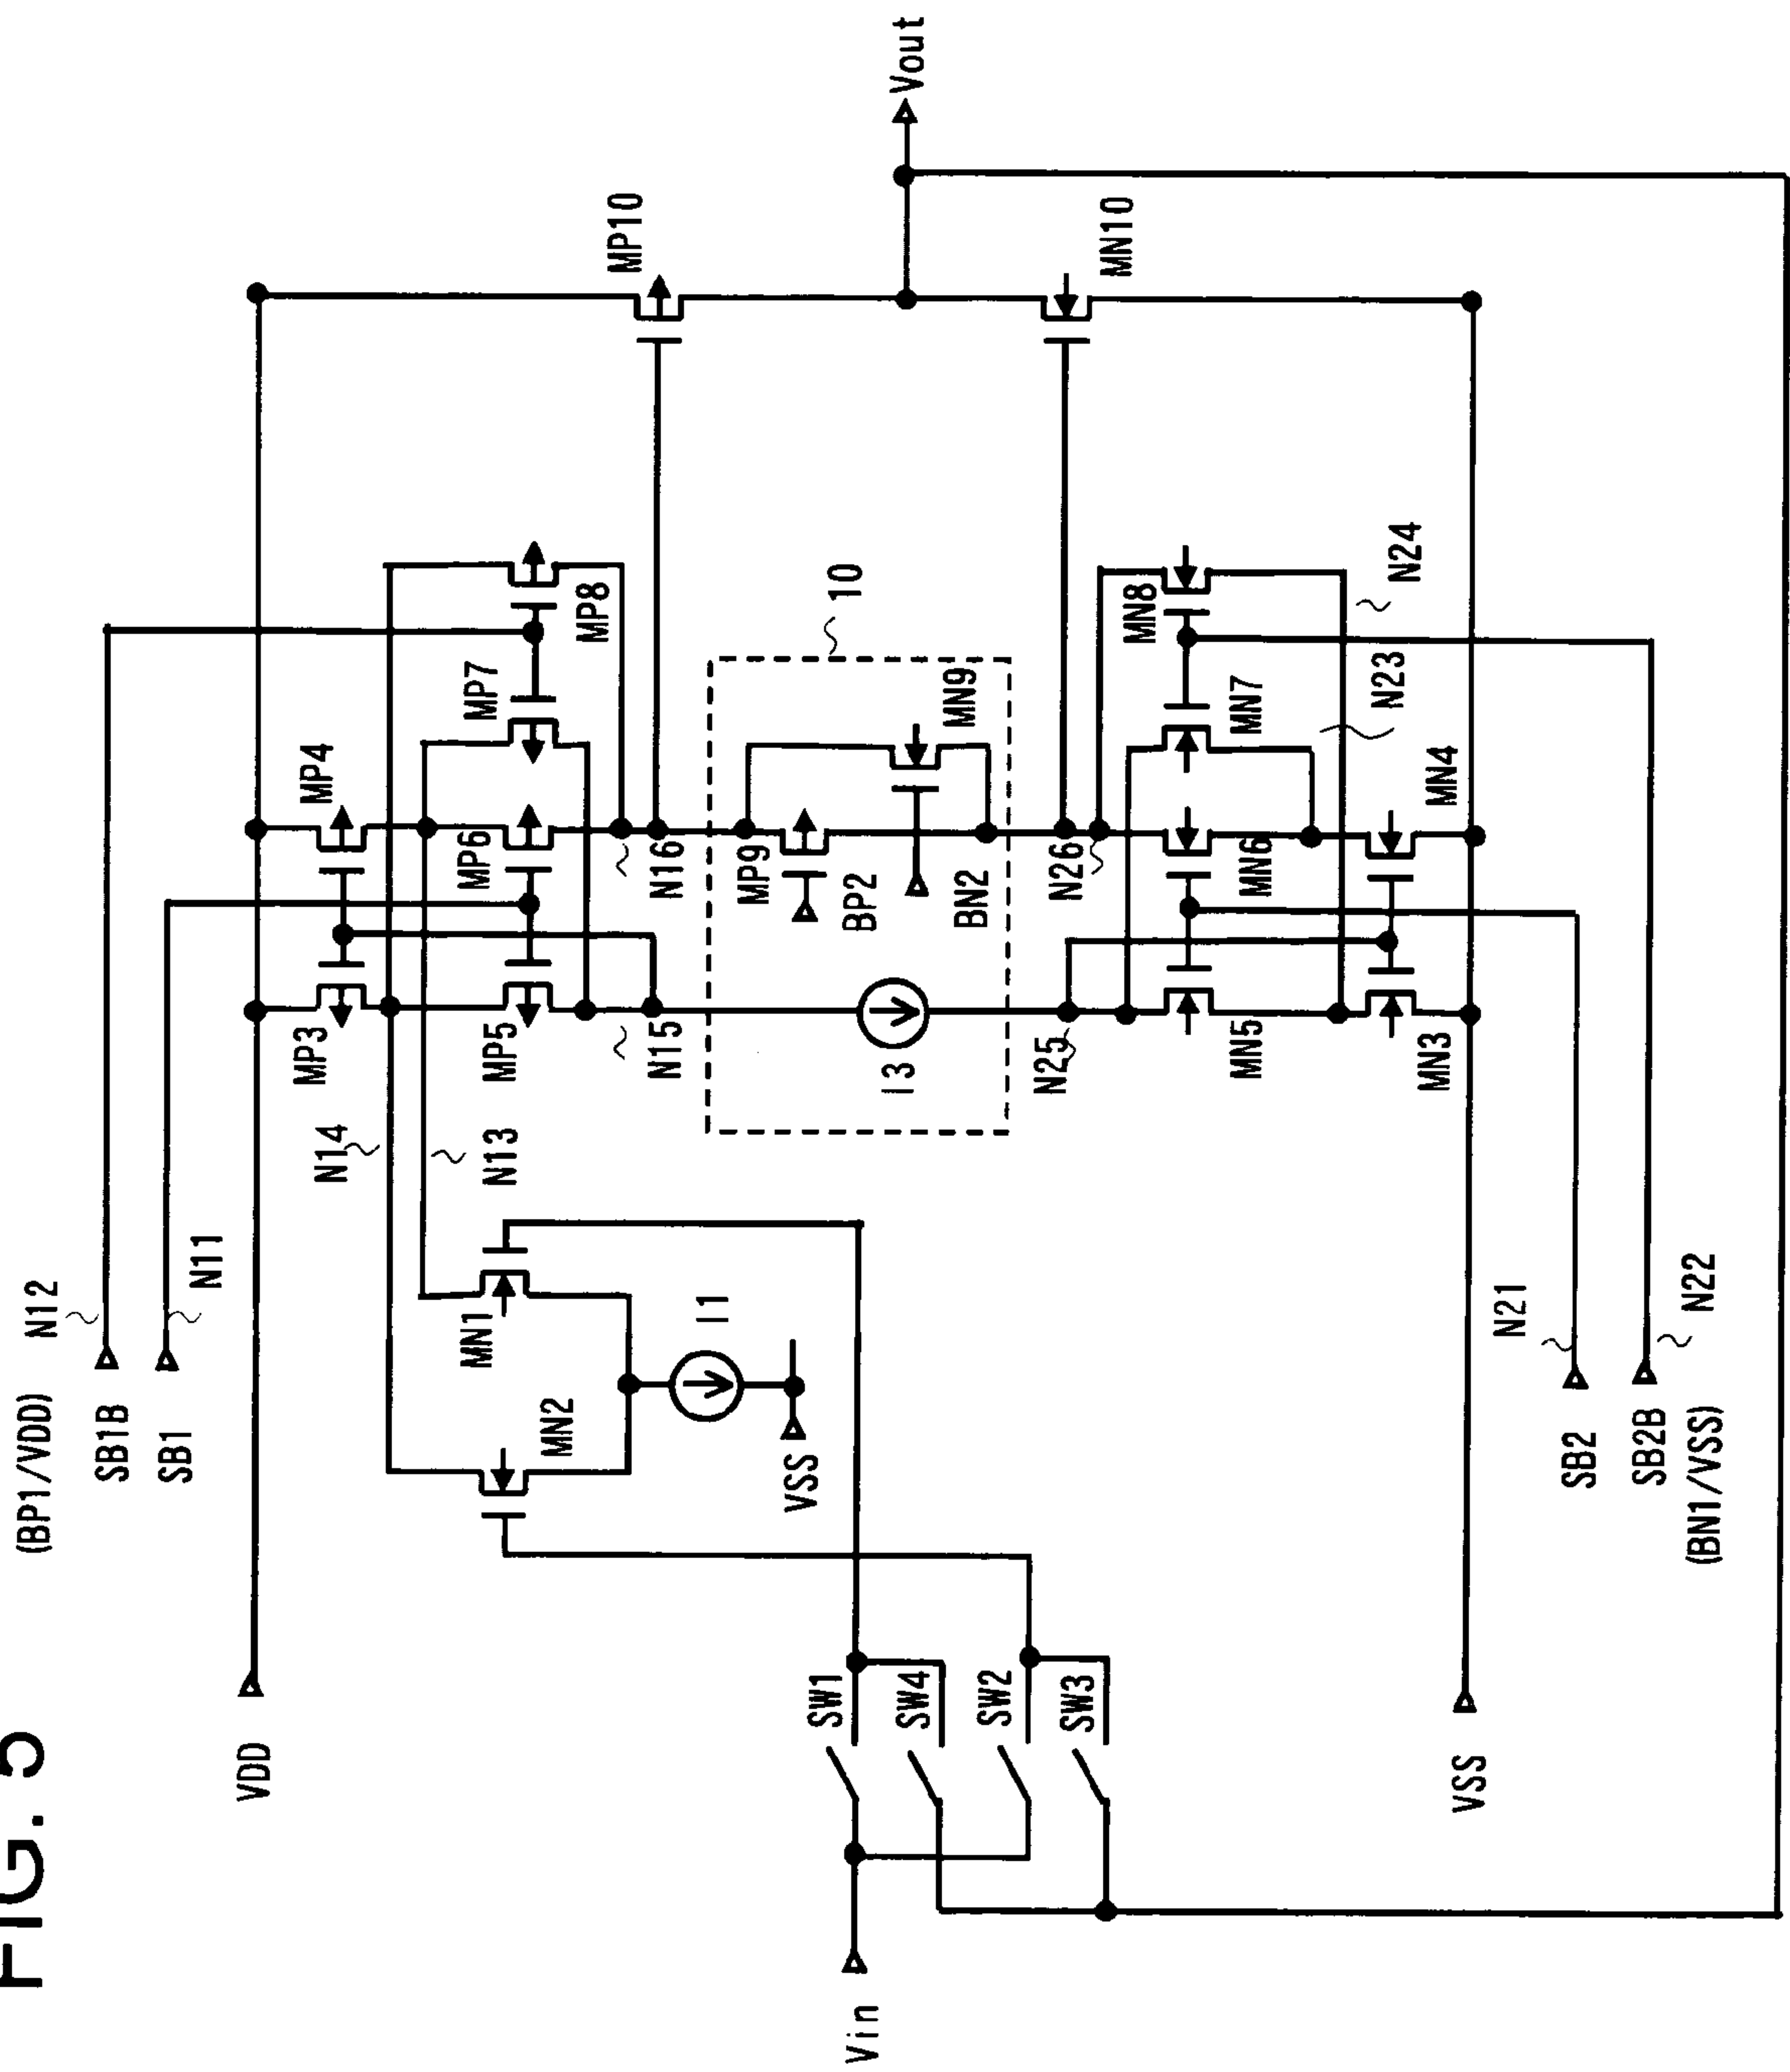 FIG. 5
(BP1/VDD)
N12
SB1B
SB1
N11
VDD
N14
N13
MP3
MP4
MP5
MP6
MP7
MP8
MP10
N15
N16
MN1
MN2
I1
VSS
10
MP9
BP2
MN9
BN2
I3
Vout
Vin
SW1
SW4
SW2
SW3
N25
N26
MN10
MN5
MN6
MN7
MN8
MN3
MN4
N23
N24
VSS
N21
SB2
SB2B
N22
(BN1/VSS)